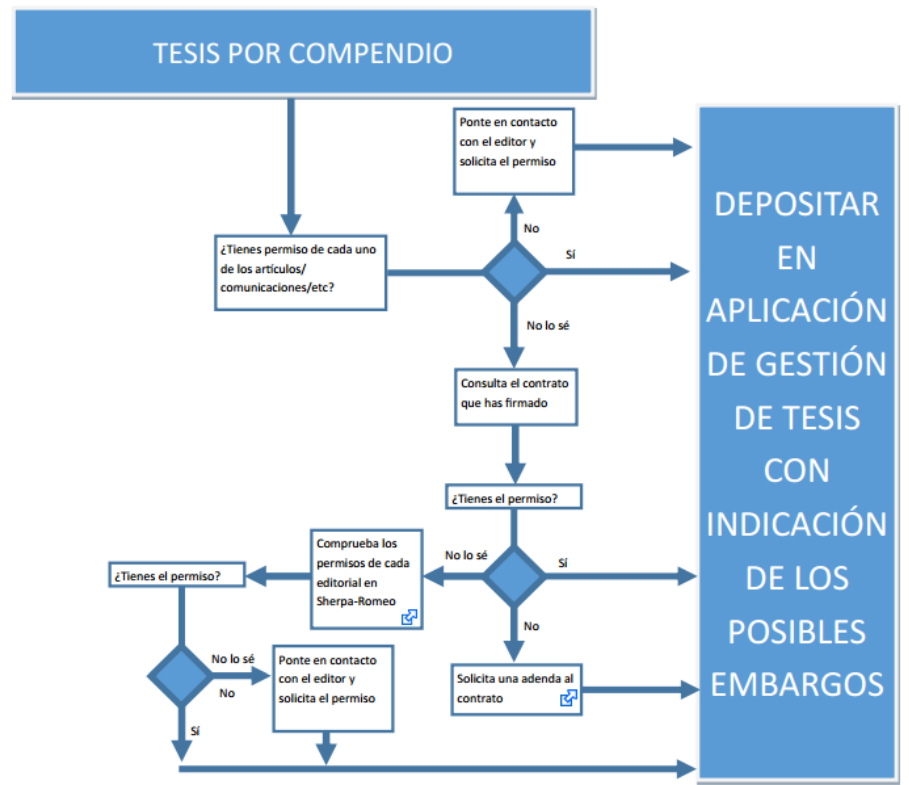 TESIS POR COMPENDIO
Ponte en contacto
con el editor y
solicita el permiso
No
¿Tienes permiso de cada uno
de los artículos/
comunicaciones/etc?
Sí
No lo sé
Consulta el contrato
que has firmado
¿Tienes el permiso?
No lo sé
Sí
No
Comprueba los
permisos de cada
editorial en
Sherpa-Romeo
¿Tienes el permiso?
No lo sé
No
Sí
Ponte en contacto
con el editor y
solicita el permiso
Solicita una adenda al
contrato
DEPOSITAR
EN
APLICACIÓN
DE GESTIÓN
DE TESIS
CON
INDICACIÓN
DE LOS
POSIBLES
EMBARGOS